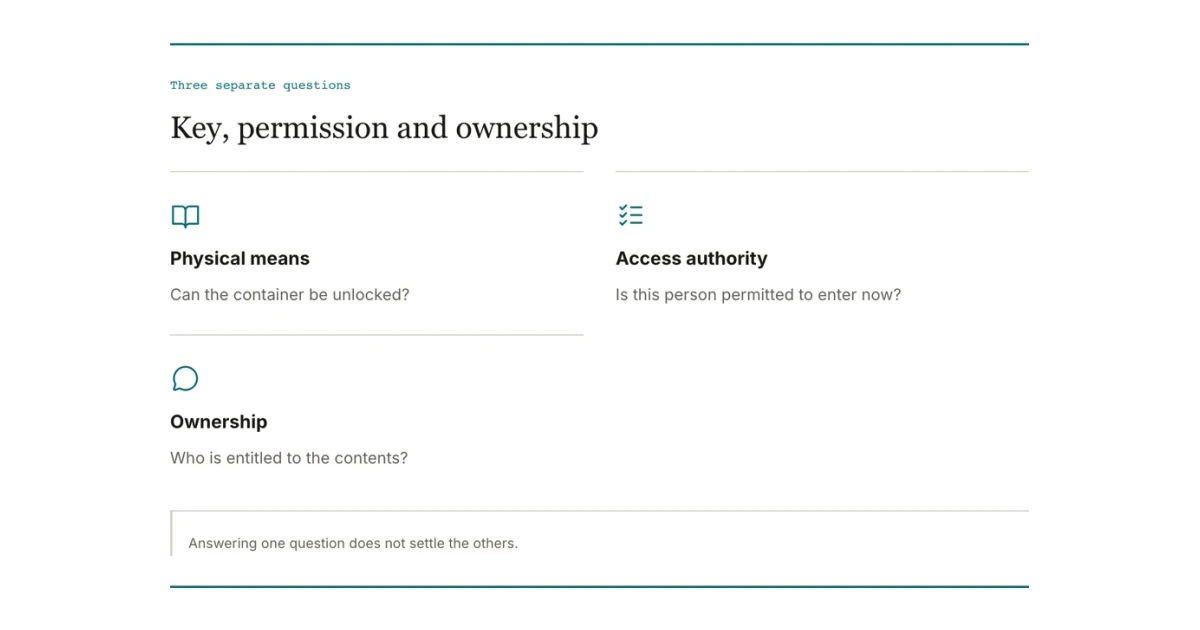 Three separate questions
Key, permission and ownership
Physical means
Can the container be unlocked?
Access authority
Is this person permitted to enter now?
Ownership
Who is entitled to the contents?
Answering one question does not settle the others.